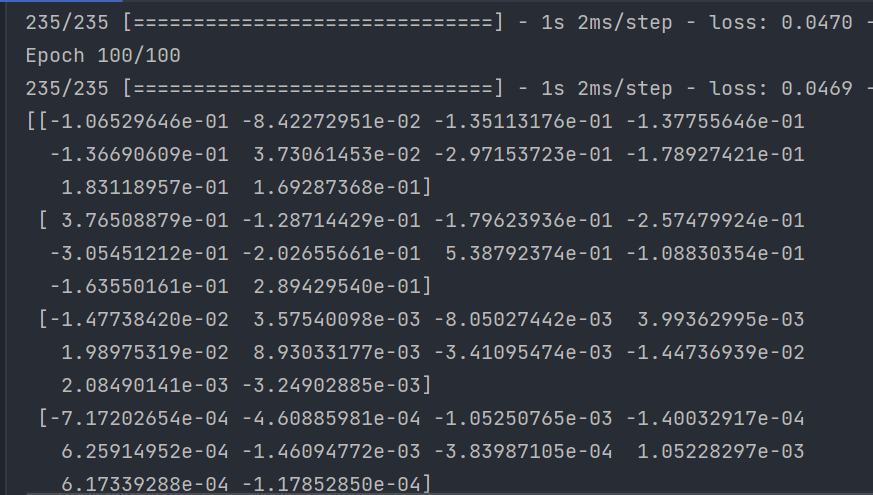 235/235 [==============================] - 1s 2ms/step - loss: 0.0470 -
Epoch 100/100
235/235 [==============================] - 1s 2ms/step - loss: 0.0469 -
[[-1.06529646e-01 -8.42272951e-02 -1.35113176e-01 -1.37755646e-01
  -1.36690609e-01  3.73061453e-02 -2.97153723e-01 -1.78927421e-01
   1.83118957e-01  1.69287368e-01]
 [ 3.76508879e-01 -1.28714429e-01 -1.79623936e-01 -2.57479924e-01
  -3.05451212e-01 -2.02655661e-01  5.38792374e-01 -1.08830354e-01
  -1.63550161e-01  2.89429540e-01]
 [-1.47738420e-02  3.57540098e-03 -8.05027442e-03  3.99362995e-03
   1.98975319e-02  8.93033177e-03 -3.41095474e-03 -1.44736939e-02
   2.08490141e-03 -3.24902885e-03]
 [-7.17202654e-04 -4.60885981e-04 -1.05250765e-03 -1.40032917e-04
   6.25914952e-04 -1.46094772e-03 -3.83987105e-04  1.05228297e-03
   6.17339288e-04 -1.17852850e-04]